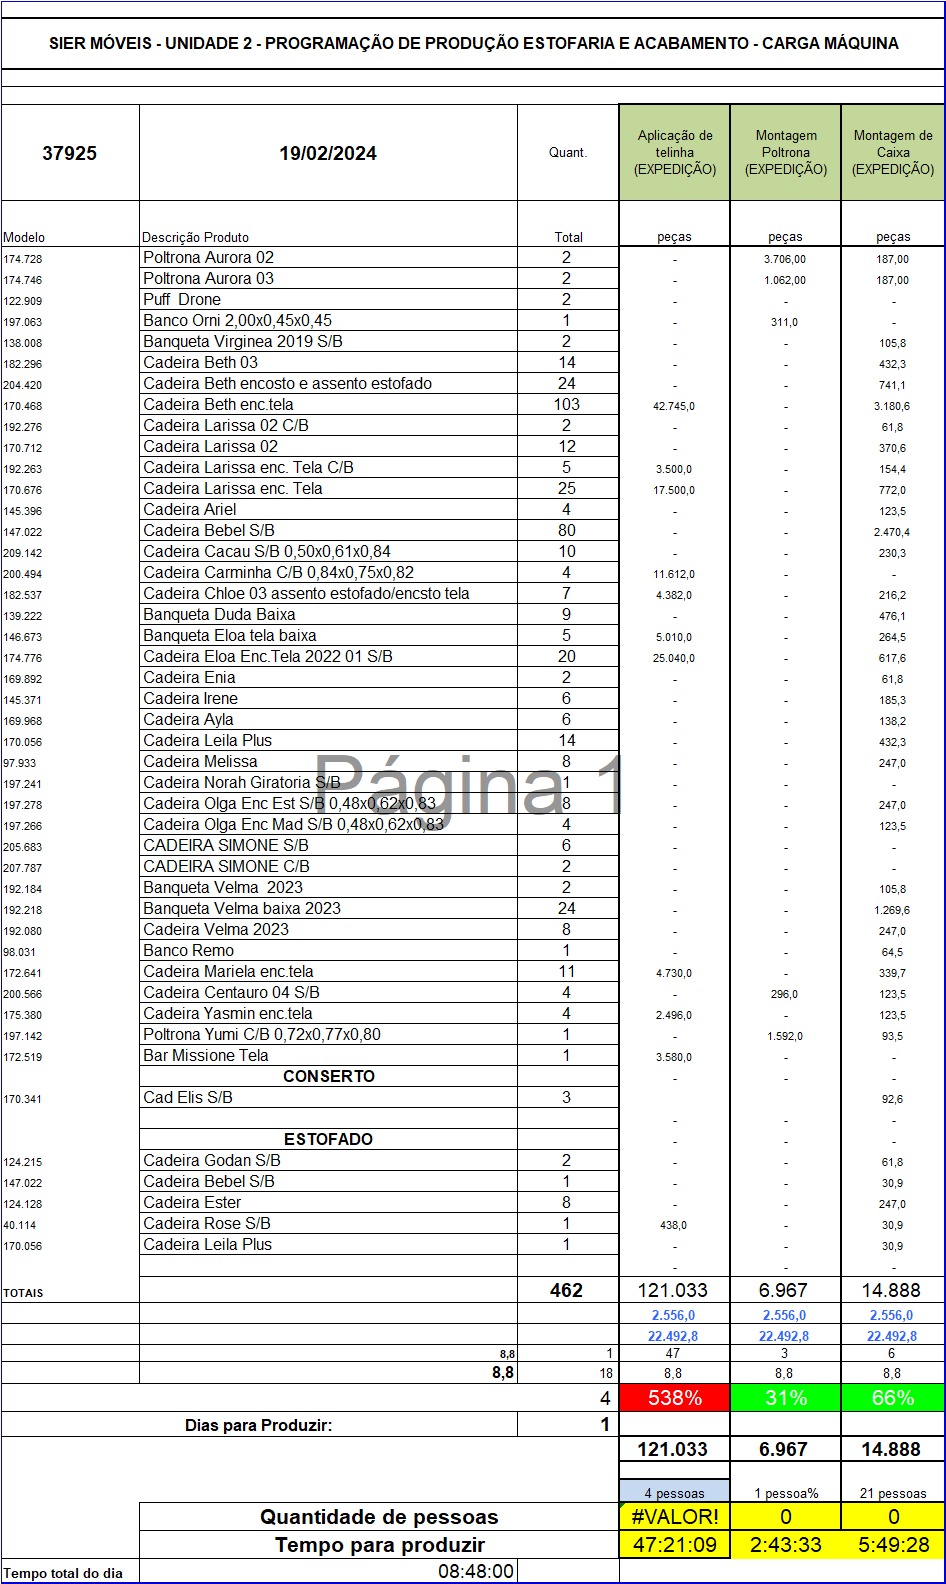 SIER MÓVEIS - UNIDADE 2 - PROGRAMAÇÃO DE PRODUÇÃO ESTOFARIA E ACABAMENTO - CARGA MÁQUINA
37925 19/02/2024 Quant. Aplicação de telinha (EXPEDIÇÃO) Montagem Poltrona (EXPEDIÇÃO) Montagem de Caixa (EXPEDIÇÃO)
Modelo Descrição Produto Total peças peças peças
174.728 Poltrona Aurora 02 2 - 3.706,00 187,00
174.746 Poltrona Aurora 03 2 - 1.062,00 187,00
122.909 Puff Drone 2 - - -
197.063 Banco Orni 2,00x0,45x0,45 1 - 311,0 -
138.008 Banqueta Virginea 2019 S/B 2 - - 105,8
182.296 Cadeira Beth 03 14 - - 432,3
204.420 Cadeira Beth encosto e assento estofado 24 - - 741,1
170.468 Cadeira Beth enc.tela 103 42.745,0 - 3.180,6
192.276 Cadeira Larissa 02 C/B 2 - - 61,8
170.712 Cadeira Larissa 02 12 - - 370,6
192.263 Cadeira Larissa enc. Tela C/B 5 3.500,0 - 154,4
170.676 Cadeira Larissa enc. Tela 25 17.500,0 - 772,0
145.396 Cadeira Ariel 4 - - 123,5
147.022 Cadeira Bebel S/B 80 - - 2.470,4
209.142 Cadeira Cacau S/B 0,50x0,61x0,84 10 - - 230,3
200.494 Cadeira Carminha C/B 0,84x0,75x0,82 4 11.612,0 - -
182.537 Cadeira Chloe 03 assento estofado/encsto tela 7 4.382,0 - 216,2
139.222 Banqueta Duda Baixa 9 - - 476,1
146.673 Banqueta Eloa tela baixa 5 5.010,0 - 264,5
174.776 Cadeira Eloa Enc.Tela 2022 01 S/B 20 25.040,0 - 617,6
169.892 Cadeira Enia 2 - - 61,8
145.371 Cadeira Irene 6 - - 185,3
169.968 Cadeira Ayla 6 - - 138,2
170.056 Cadeira Leila Plus 14 - - 432,3
97.933 Cadeira Melissa 8 - - 247,0
Página 1
197.241 Cadeira Norah Giratoria S/B 1 - - -
197.278 Cadeira Olga Enc Est S/B 0,48x0,62x0,83 8 - - 247,0
197.266 Cadeira Olga Enc Mad S/B 0,48x0,62x0,83 4 - - 123,5
205.683 CADEIRA SIMONE S/B 6 - - -
207.787 CADEIRA SIMONE C/B 2 - - -
192.184 Banqueta Velma 2023 2 - - 105,8
192.218 Banqueta Velma baixa 2023 24 - - 1.269,6
192.080 Cadeira Velma 2023 8 - - 247,0
98.031 Banco Remo 1 - - 64,5
172.641 Cadeira Mariela enc.tela 11 4.730,0 - 339,7
200.566 Cadeira Centauro 04 S/B 4 - 296,0 123,5
175.380 Cadeira Yasmin enc.tela 4 2.496,0 - 123,5
197.142 Poltrona Yumi C/B 0,72x0,77x0,80 1 - 1.592,0 93,5
172.519 Bar Missione Tela 1 3.580,0 - -
CONSERTO - - -
170.341 Cad Elis S/B 3 - - 92,6
- - -
ESTOFADO - - -
124.215 Cadeira Godan S/B 2 - - 61,8
147.022 Cadeira Bebel S/B 1 - - 30,9
124.128 Cadeira Ester 8 - - 247,0
40.114 Cadeira Rose S/B 1 438,0 - 30,9
170.056 Cadeira Leila Plus 1 - - 30,9
- - -
TOTAIS 462 121.033 6.967 14.888
2.556,0 2.556,0 2.556,0
22.492,8 22.492,8 22.492,8
8,8 1 47 3 6
8,8 18 8,8 8,8 8,8
4 538% 31% 66%
Dias para Produzir: 1
121.033 6.967 14.888
4 pessoas 1 pessoa% 21 pessoas
Quantidade de pessoas #VALOR! 0 0
Tempo para produzir 47:21:09 2:43:33 5:49:28
Tempo total do dia 08:48:00